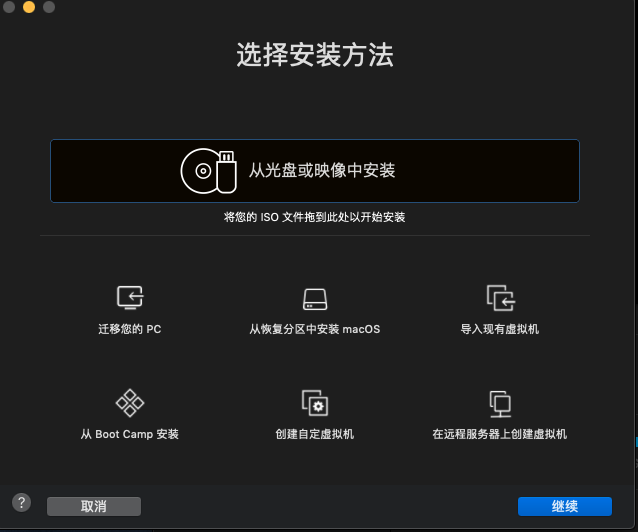 选择安装方法
从光盘或映像中安装
将您的 ISO 文件拖到此处以开始安装
迁移您的 PC
从恢复分区中安装 macOS
导入现有虚拟机
从 Boot Camp 安装
创建自定虚拟机
在远程服务器上创建虚拟机
?
取消
继续